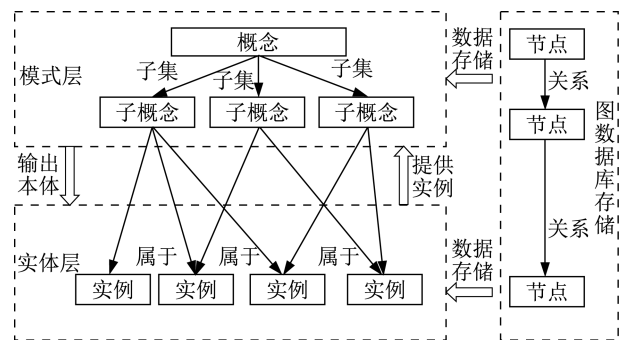 概念
模式层
子集
子集
子集
子概念
子概念
子概念
输出
本体
提供
实例
实体层
属于
属于
属于
实例
实例
实例
实例
数据
存储
数据
存储
节点
关系
节点
关系
节点
图数据库存储